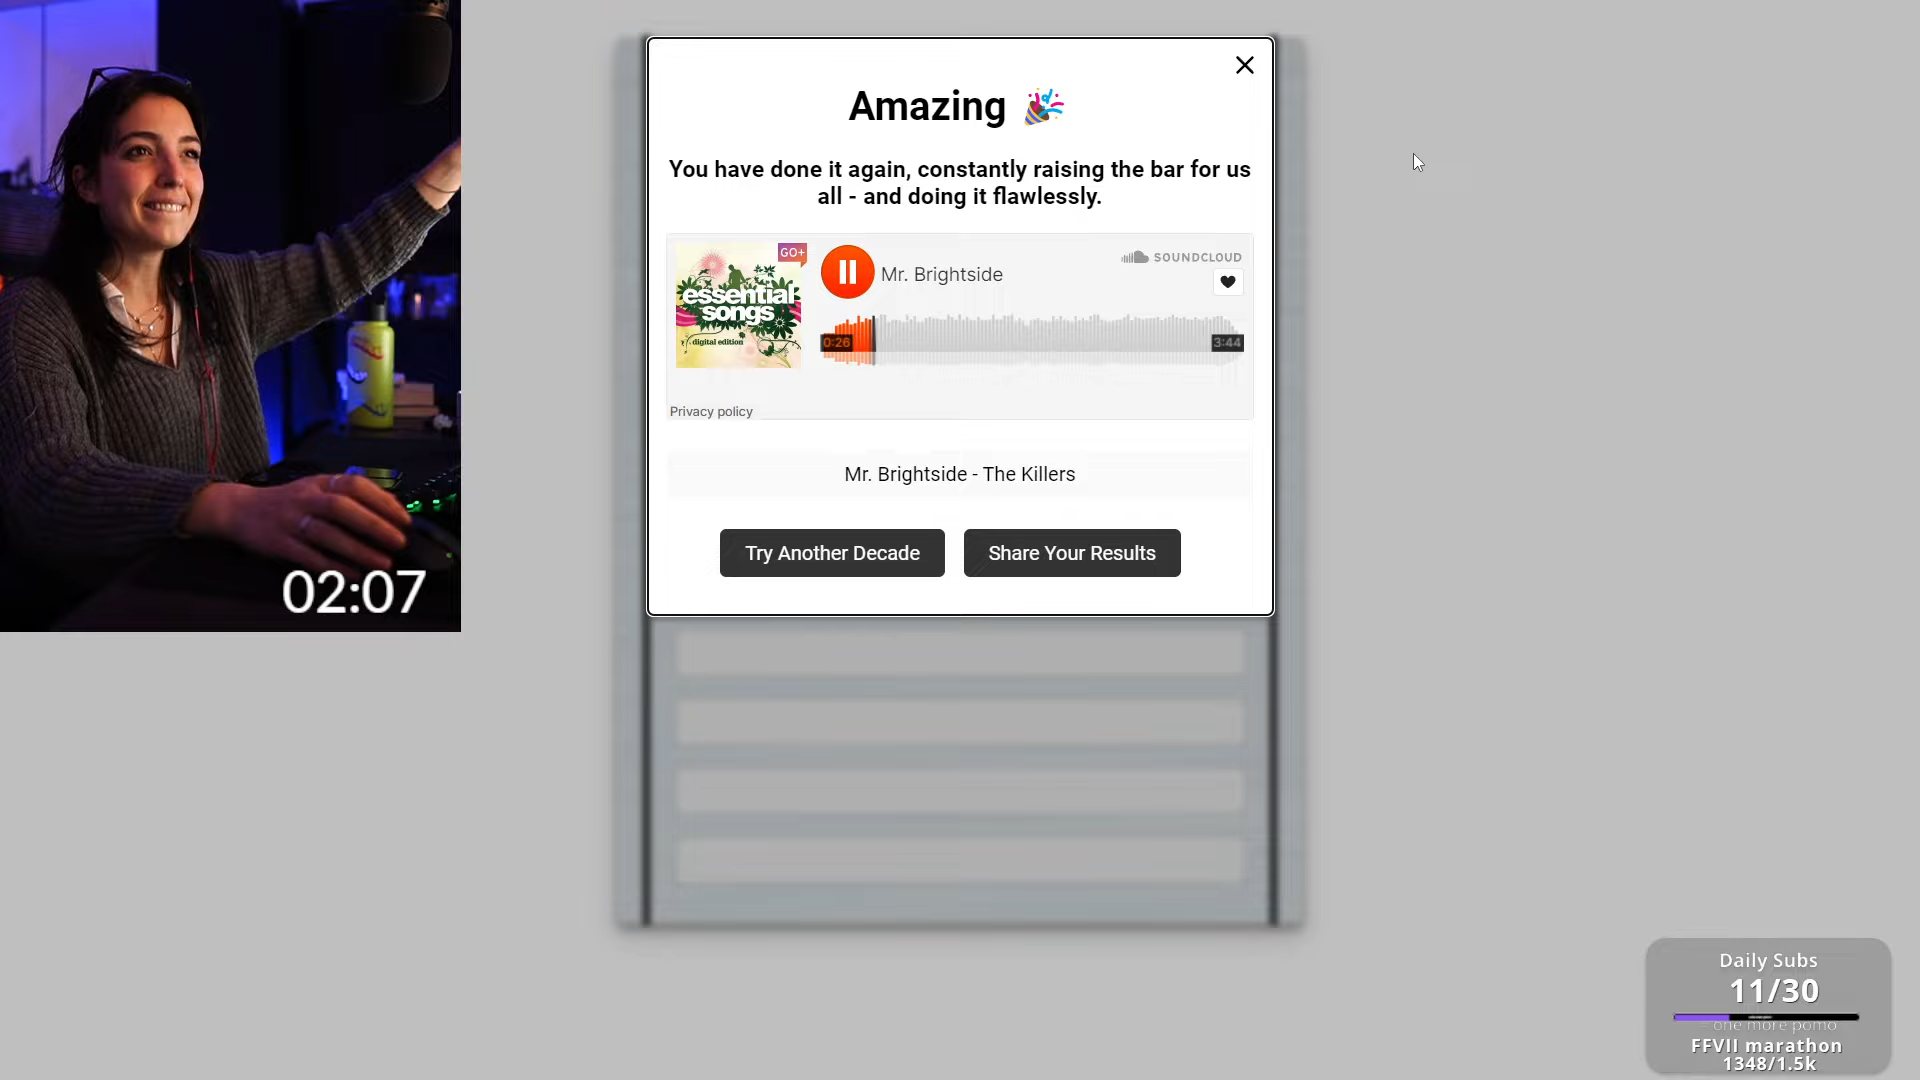 Amazing
You have done it again, constantly raising the bar for us
all - and doing it flawlessly.
GO+
essential
songs
digital edition
Mr. Brightside
SOUNDCLOUD
0:26
3:44
Privacy policy
Mr. Brightside - The Killers
Try Another Decade
Share Your Results
02:07
Daily Subs
11/30
- one more pomo
FFVII marathon
1348/1.5k